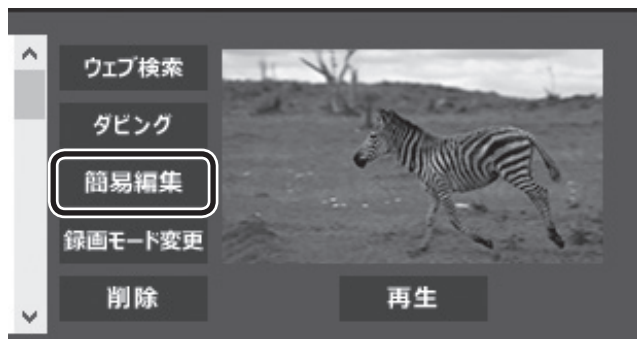 ウェブ検索
ダビング
簡易編集
録画モード変更
削除
再生